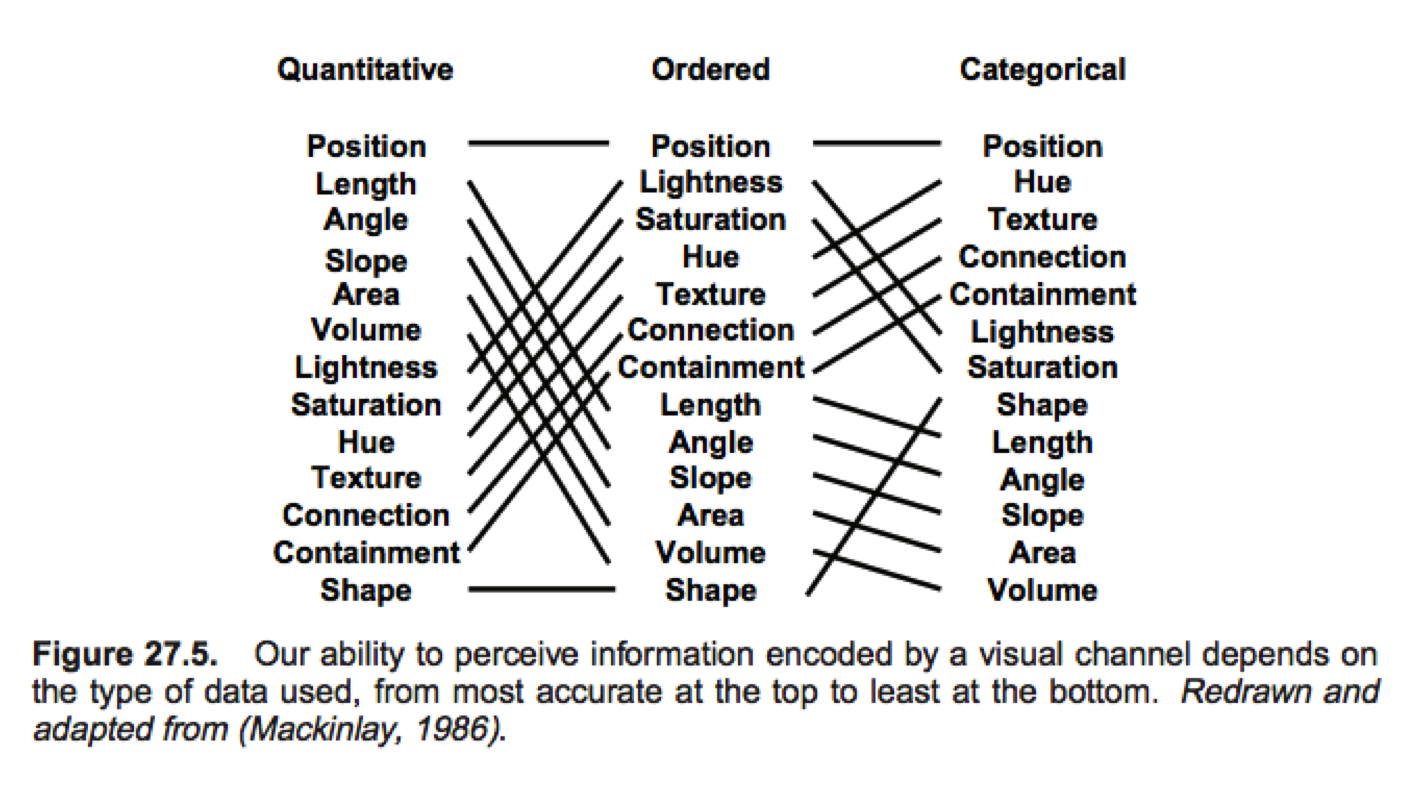 Quantitative Ordered Categorical
Position Position Position
Length Lightness Hue
Angle Saturation Texture
Slope Hue Connection
Area Texture Containment
Volume Connection Lightness
Lightness Containment Saturation
Saturation Length Shape
Hue Angle Length
Texture Slope Angle
Connection Area Slope
Containment Volume Area
Shape Shape Volume
Figure 27.5. Our ability to perceive information encoded by a visual channel depends on
the type of data used, from most accurate at the top to least at the bottom. Redrawn and
adapted from (Mackinlay, 1986).